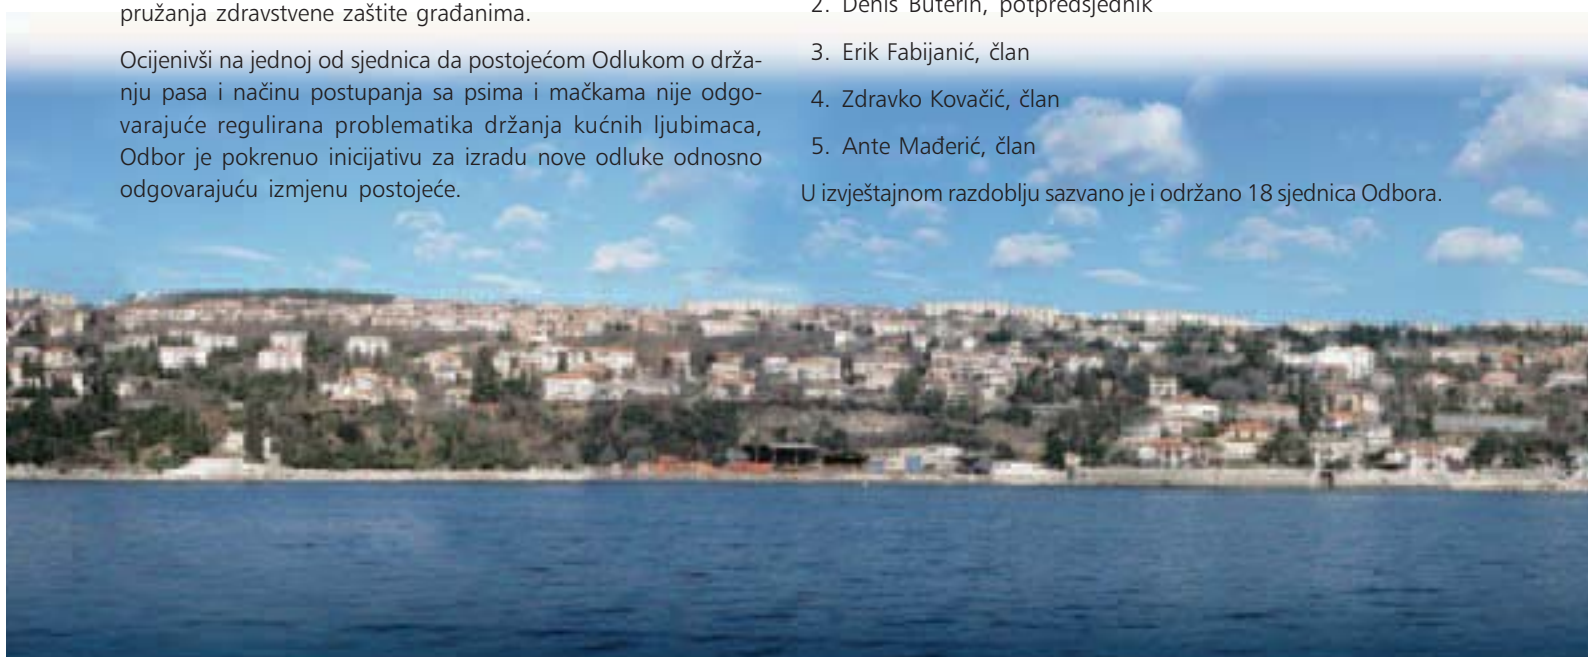 pružanja zdravstvene zaštite građanima.
Ocijenivši na jednoj od sjednica da postojećom Odlukom o drža-
nju pasa i načinu postupanja sa psima i mačkama nije odgo-
varajuće regulirana problematika držanja kućnih ljubimaca,
Odbor je pokrenuo inicijativu za izradu nove odluke odnosno
odgovarajuću izmjenu postojeće.
2. Denis Buterin, potpredsjednik
3. Erik Fabijanić, član
4. Zdravko Kovačić, član
5. Ante Mađerić, član
U izvještajnom razdoblju sazvano je i održano 18 sjednica Odbora.